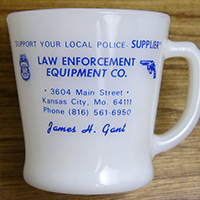 SUPPORT YOUR LOCAL POLICE- SUPPLIER
LAW ENFORCEMENT
EQUIPMENT CO.
• 3604 Main Street •
Kansas City, Mo. 64111
Phone (816) 561-6950
James H. Gant